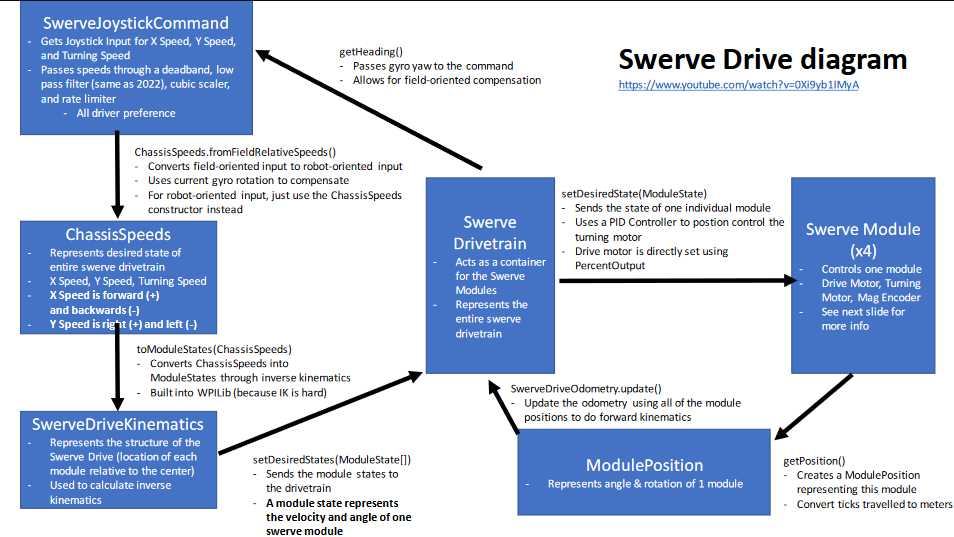 SwerveJoystickCommand
- Gets Joystick Input for X Speed, Y Speed,
and Turning Speed
- Passes speeds through a deadband, low
pass filter (same as 2022), cubic scaler,
and rate limiter
- All driver preference
getHeading()
- Passes gyro yaw to the command
- Allows for field-oriented compensation
Swerve Drive diagram
https://www.youtube.com/watch?v=0Xi9yb1IMyA
ChassisSpeeds.fromFieldRelativeSpeeds()
- Converts field-oriented input to robot-oriented input
- Uses current gyro rotation to compensate
- For robot-oriented input, just use the ChassisSpeeds
constructor instead
ChassisSpeeds
- Represents desired state of
entire swerve drivetrain
- X Speed, Y Speed, Turning Speed
- X Speed is forward (+)
and backwards (-)
- Y Speed is right (+) and left (-)
toModuleStates(ChassisSpeeds)
- Converts ChassisSpeeds into
ModuleStates through inverse kinematics
- Built into WPILib (because IK is hard)
SwerveDriveKinematics
- Represents the structure of the
Swerve Drive (location of each
module relative to the center)
- Used to calculate inverse
kinematics
setDesiredStates(ModuleState[])
- Sends the module states to
the drivetrain
- A module state represents
the velocity and angle of one
swerve module
Swerve
Drivetrain
- Acts as a container
for the Swerve
Modules
- Represents the
entire swerve
drivetrain
setDesiredState(ModuleState)
- Sends the state of one individual module
- Uses a PID Controller to postion control the
turning motor
- Drive motor is directly set using
PercentOutput
Swerve Module
(x4)
- Controls one module
- Drive Motor, Turning
Motor, Mag Encoder
- See next slide for
more info
SwerveDriveOdometry.update()
- Update the odometry using all of the module
positions to do forward kinematics
ModulePosition
- Represents angle & rotation of 1 module
getPosition()
- Creates a ModulePosition
representing this module
- Convert ticks travelled to meters